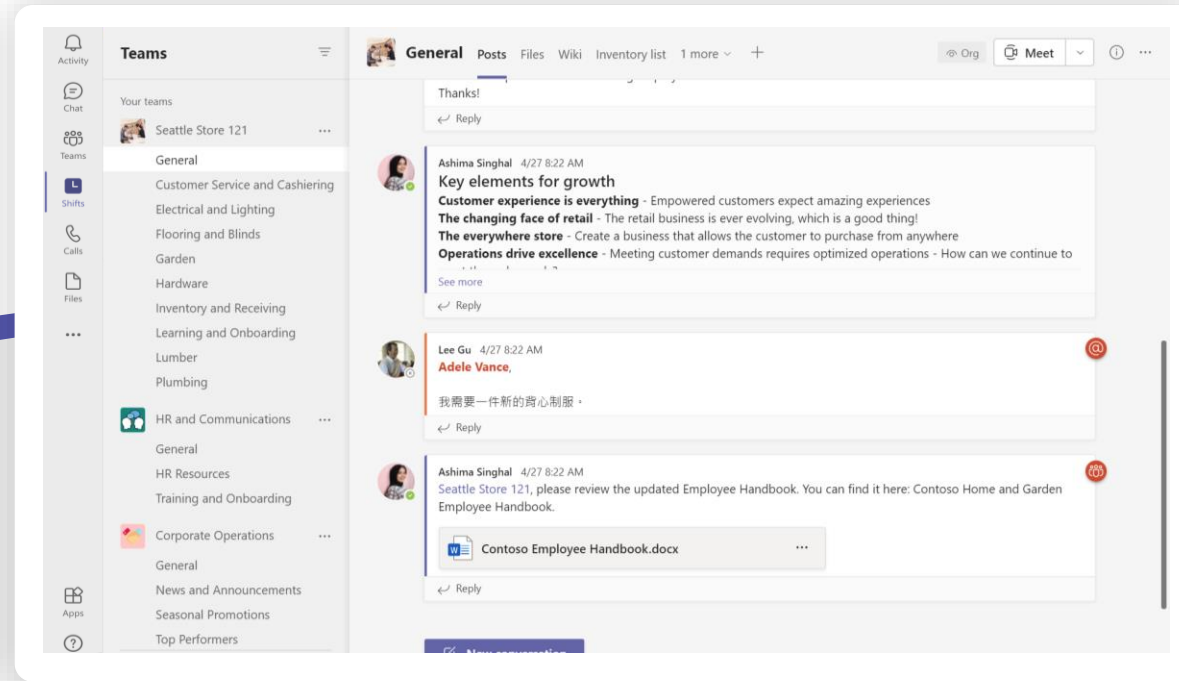 Activity
Chat
Teams
Shifts
Calls
Files
...
Apps
Teams
Your teams
Seattle Store 121 ...
General
Customer Service and Cashiering
Electrical and Lighting
Flooring and Blinds
Garden
Hardware
Inventory and Receiving
Learning and Onboarding
Lumber
Plumbing
HR and Communications ...
General
HR Resources
Training and Onboarding
Corporate Operations ...
General
News and Announcements
Seasonal Promotions
Top Performers
General Posts Files Wiki Inventory list 1 more +
Org Meet ...
Thanks!
Reply
Ashima Singhal 4/27 8:22 AM
Key elements for growth
Customer experience is everything - Empowered customers expect amazing experiences
The changing face of retail - The retail business is ever evolving, which is a good thing!
The everywhere store - Create a business that allows the customer to purchase from anywhere
Operations drive excellence - Meeting customer demands requires optimized operations - How can we continue to
See more
Reply
Lee Gu 4/27 8:22 AM
@
Adele Vance,
我需要一件新的背心制服。
Reply
Ashima Singhal 4/27 8:22 AM
Seattle Store 121, please review the updated Employee Handbook. You can find it here: Contoso Home and Garden
Employee Handbook.
W Contoso Employee Handbook.docx ...
Reply
New conversation